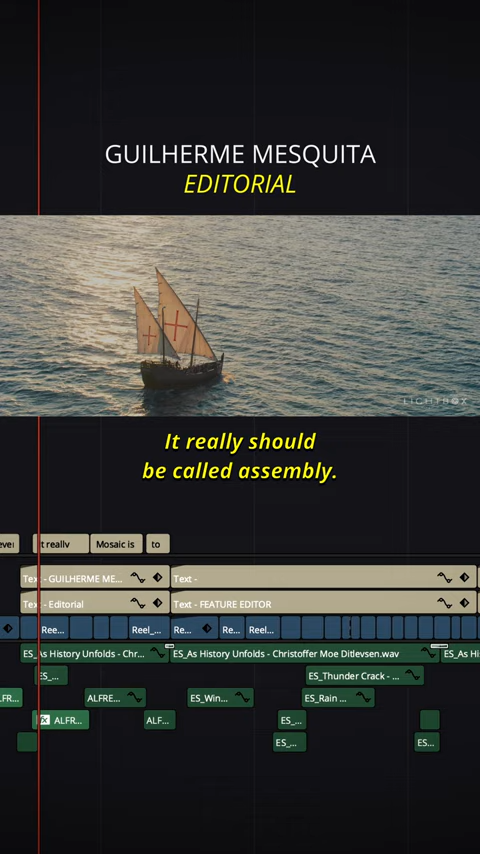 GUILHERME MESQUITA
EDITORIAL
LIGHTBOX
It really should
be called assembly.
t really
Mosaic is
to
Text - GUILHERME ME...
Text -
Text - Editorial
Text - FEATURE EDITOR
Ree...
Reel_...
Re...
Re...
Reel...
ES_As History Unfolds - Chr...
ES_As History Unfolds - Christoffer Moe Ditlevsen.wav
ES_As Hi
ES_...
ES_Thunder Crack - ...
LFR...
ALFRE...
ES_Win...
ES_Rain ...
fx ALFR...
ALF...
ES_...
ES_...
ES...